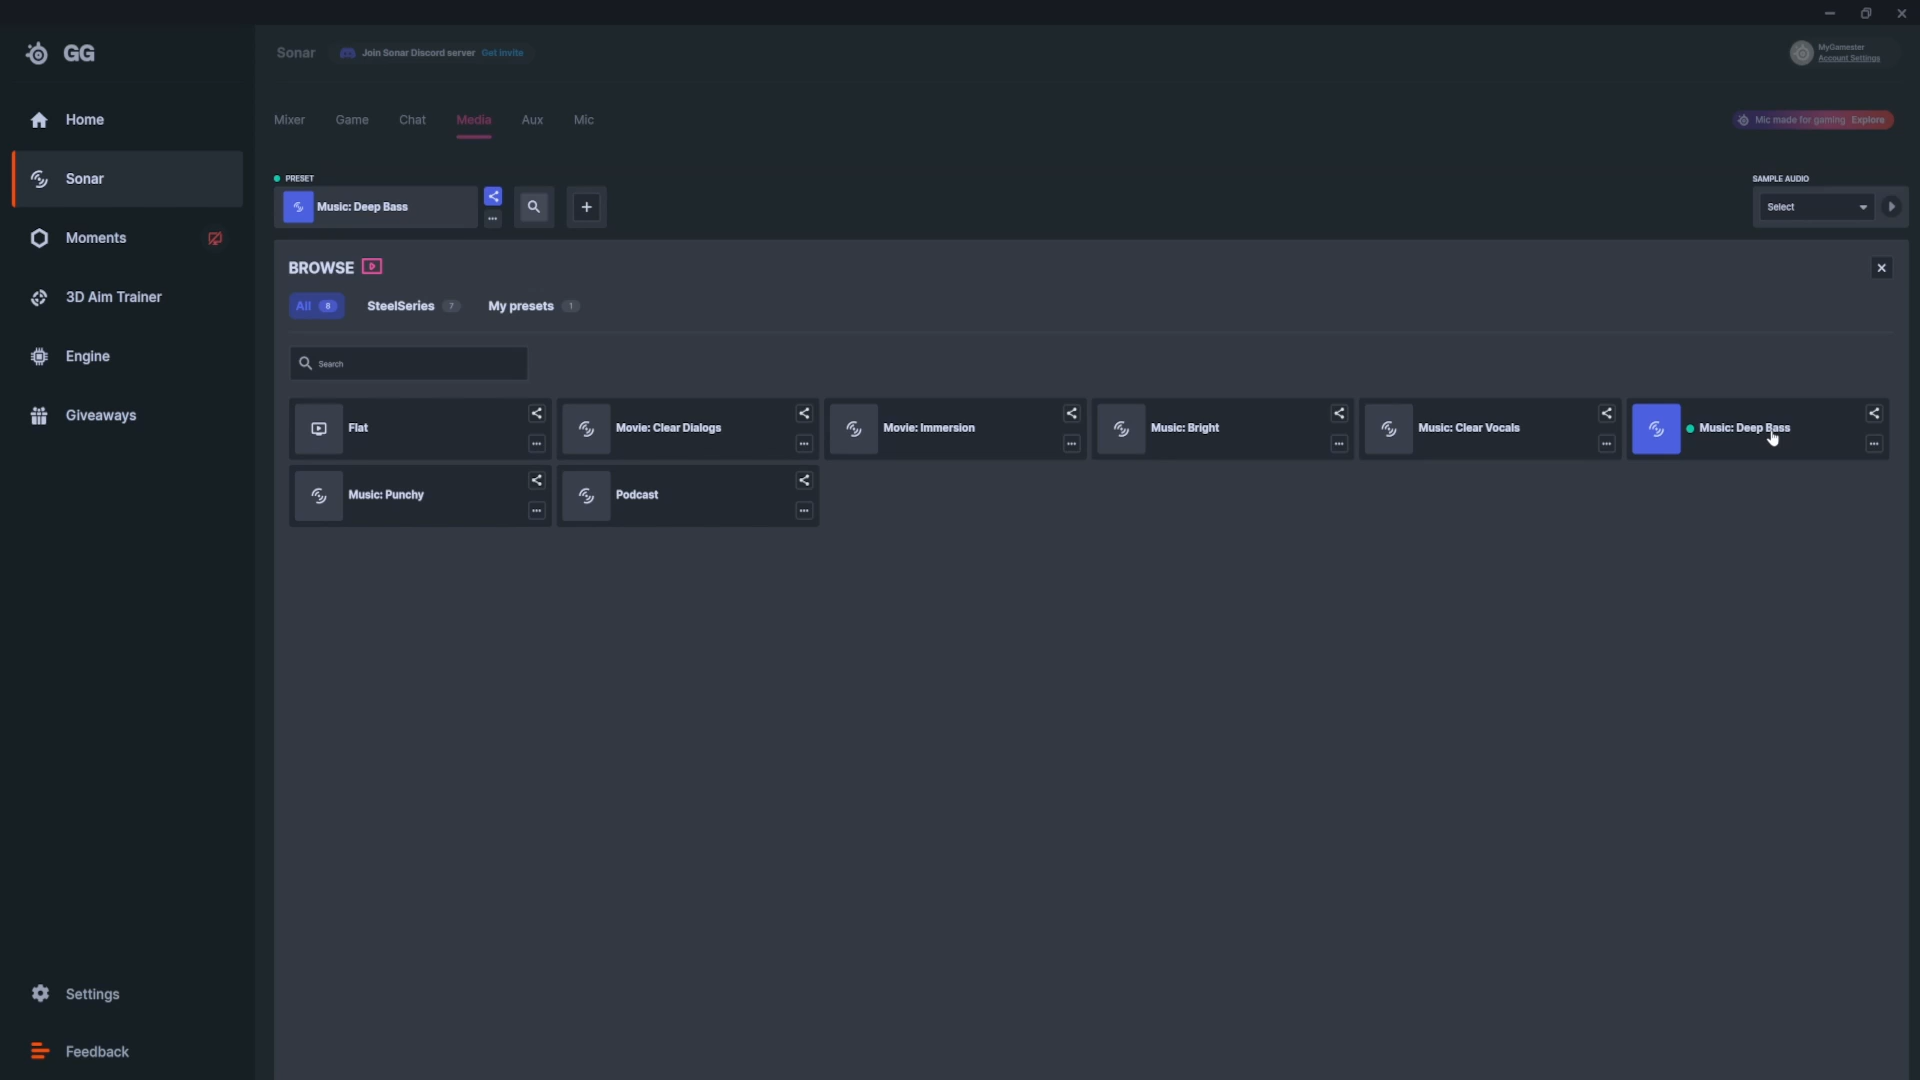 GG
Home
Sonar
Moments
3D Aim Trainer
Engine
Giveaways
Settings
Feedback
Sonar
Join Sonar Discord server Get Invite
MyGamester
Account Settings
Mixer Game Chat Media Aux Mic
Mic made for gaming Explore
PRESET
Music: Deep Bass
SAMPLE AUDIO
Select
BROWSE
All 8 SteelSeries 7 My presets 1
Search
Flat
Movie: Clear Dialogs
Movie: Immersion
Music: Bright
Music: Clear Vocals
Music: Deep Bass
Music: Punchy
Podcast